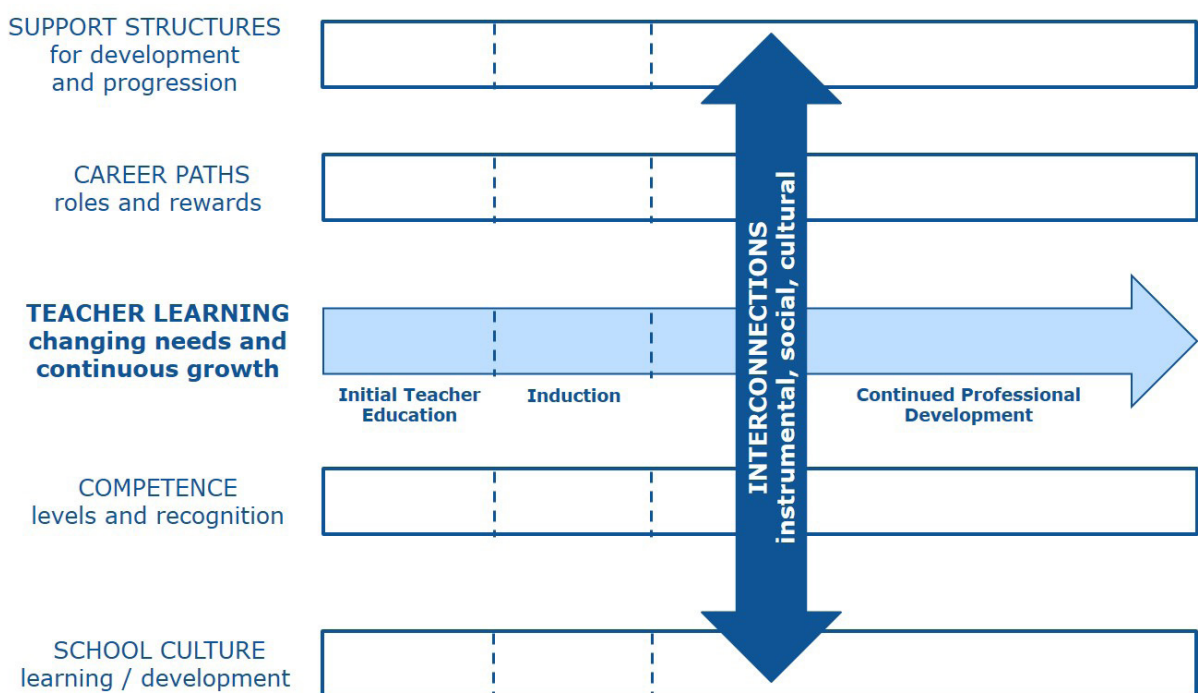 SUPPORT STRUCTURES
for development
and progression
CAREER PATHS
roles and rewards
TEACHER LEARNING
changing needs and
continuous growth
Initial Teacher
Education
Induction
Continued Professional
Development
INTERCONNECTIONS
instrumental, social, cultural
COMPETENCE
levels and recognition
SCHOOL CULTURE
learning / development